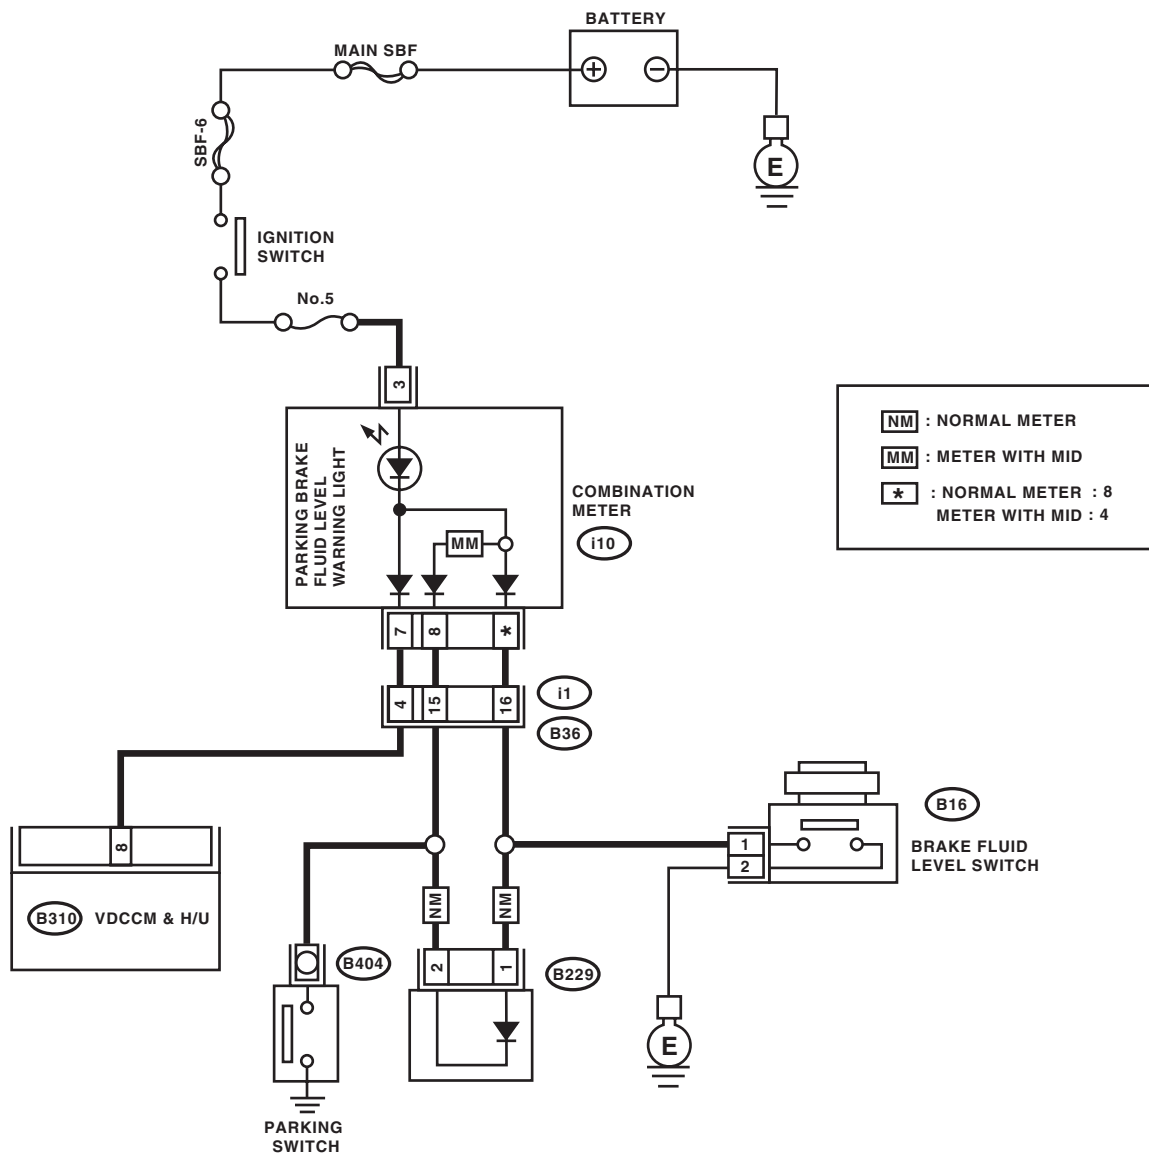 BATTERY
MAIN SBF
E
SBF-6
IGNITION
SWITCH
No.5
3
PARKING BRAKE
FLUID LEVEL
WARNING LIGHT
MM
COMBINATION
METER
i10
NM : NORMAL METER
MM : METER WITH MID
* : NORMAL METER : 8
METER WITH MID : 4
7
8
*
4
15
16
i1
B36
8
B310 VDCCM & H/U
B16
1
2
BRAKE FLUID
LEVEL SWITCH
NM
NM
B404
2
1
B229
E
PARKING
SWITCH